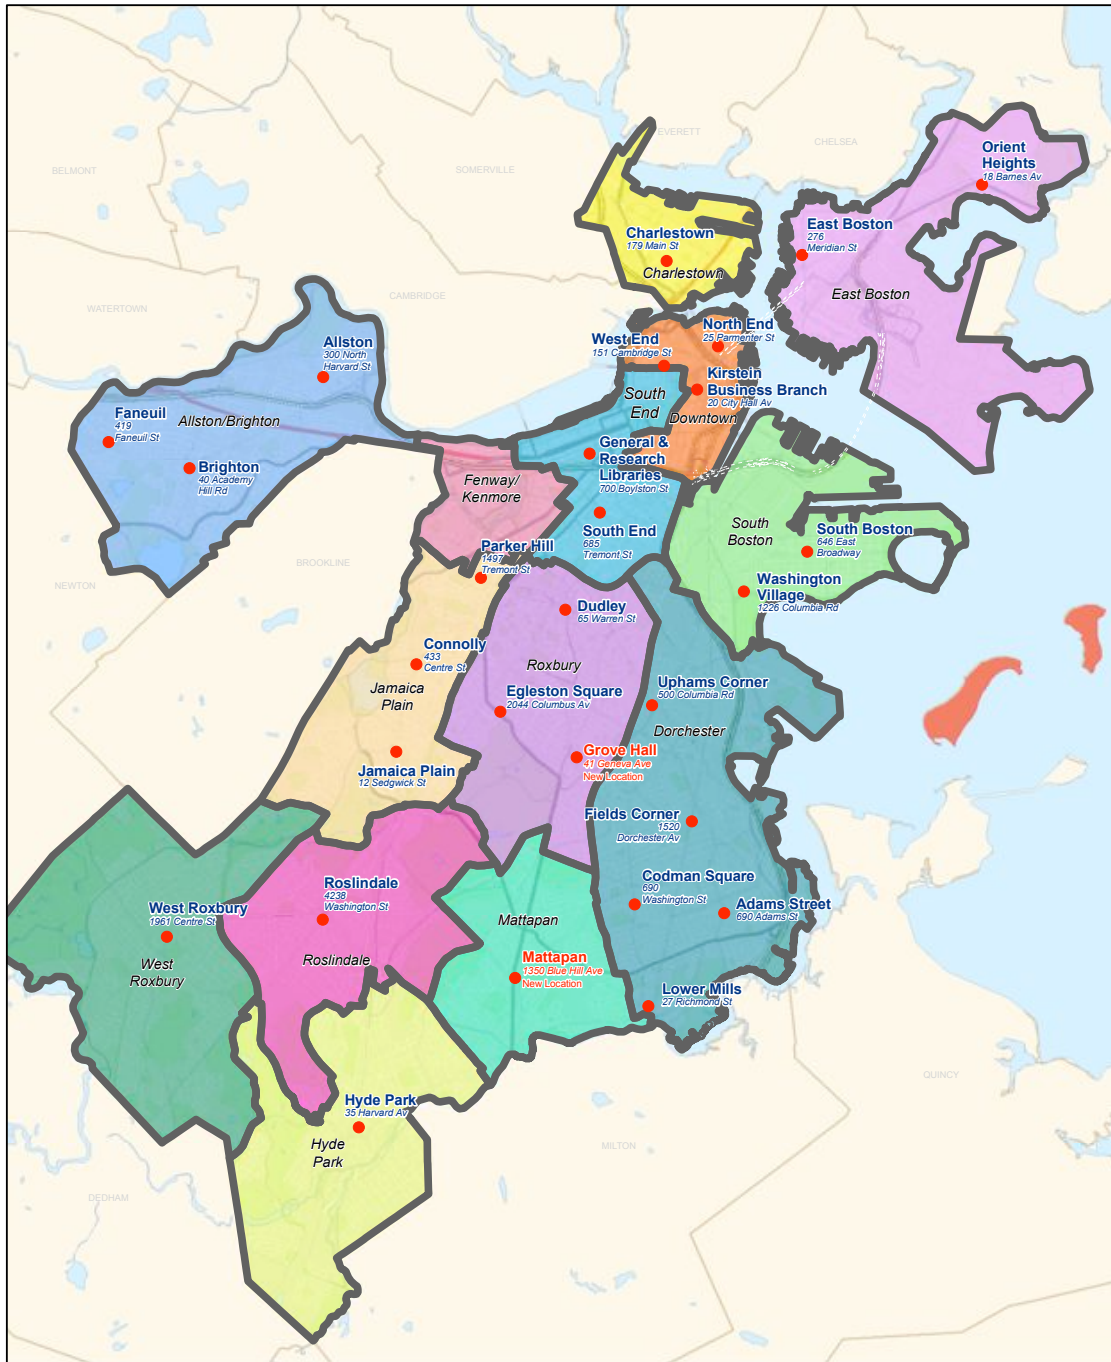 EVERETT
CHELSEA
BELMONT
SOMERVILLE
Orient
Heights
18 Barnes Av
Charlestown
179 Main St
Charlestown
East Boston
276
Meridian St
East Boston
WATERTOWN
CAMBRIDGE
Allston
300 North
Harvard St
West End
151 Cambridge St
North End
25 Parmenter St
Kirstein
Business Branch
20 City Hall Av
South
End
Downtown
Faneuil
419
Faneuil St
Allston/Brighton
Brighton
40 Academy
Hill Rd
General &
Research
Libraries
700 Boylston St
Fenway/
Kenmore
South End
685
Tremont St
South
Boston
South Boston
646 East
Broadway
Parker Hill
1497
Tremont St
BROOKLINE
NEWTON
Washington
Village
1226 Columbia Rd
Dudley
65 Warren St
Connolly
433
Centre St
Roxbury
Jamaica
Plain
Egleston Square
2044 Columbus Av
Uphams Corner
500 Columbia Rd
Dorchester
Grove Hall
41 Geneva Ave
New Location
Jamaica Plain
12 Sedgwick St
Fields Corner
1520
Dorchester Av
Codman Square
690
Washington St
Adams Street
690 Adams St
Roslindale
4238
Washington St
West Roxbury
1961 Centre St
Mattapan
West
Roxbury
Roslindale
Mattapan
1350 Blue Hill Ave
New Location
Lower Mills
27 Richmond St
QUINCY
Hyde Park
35 Harvard Av
Hyde
Park
MILTON
DEDHAM